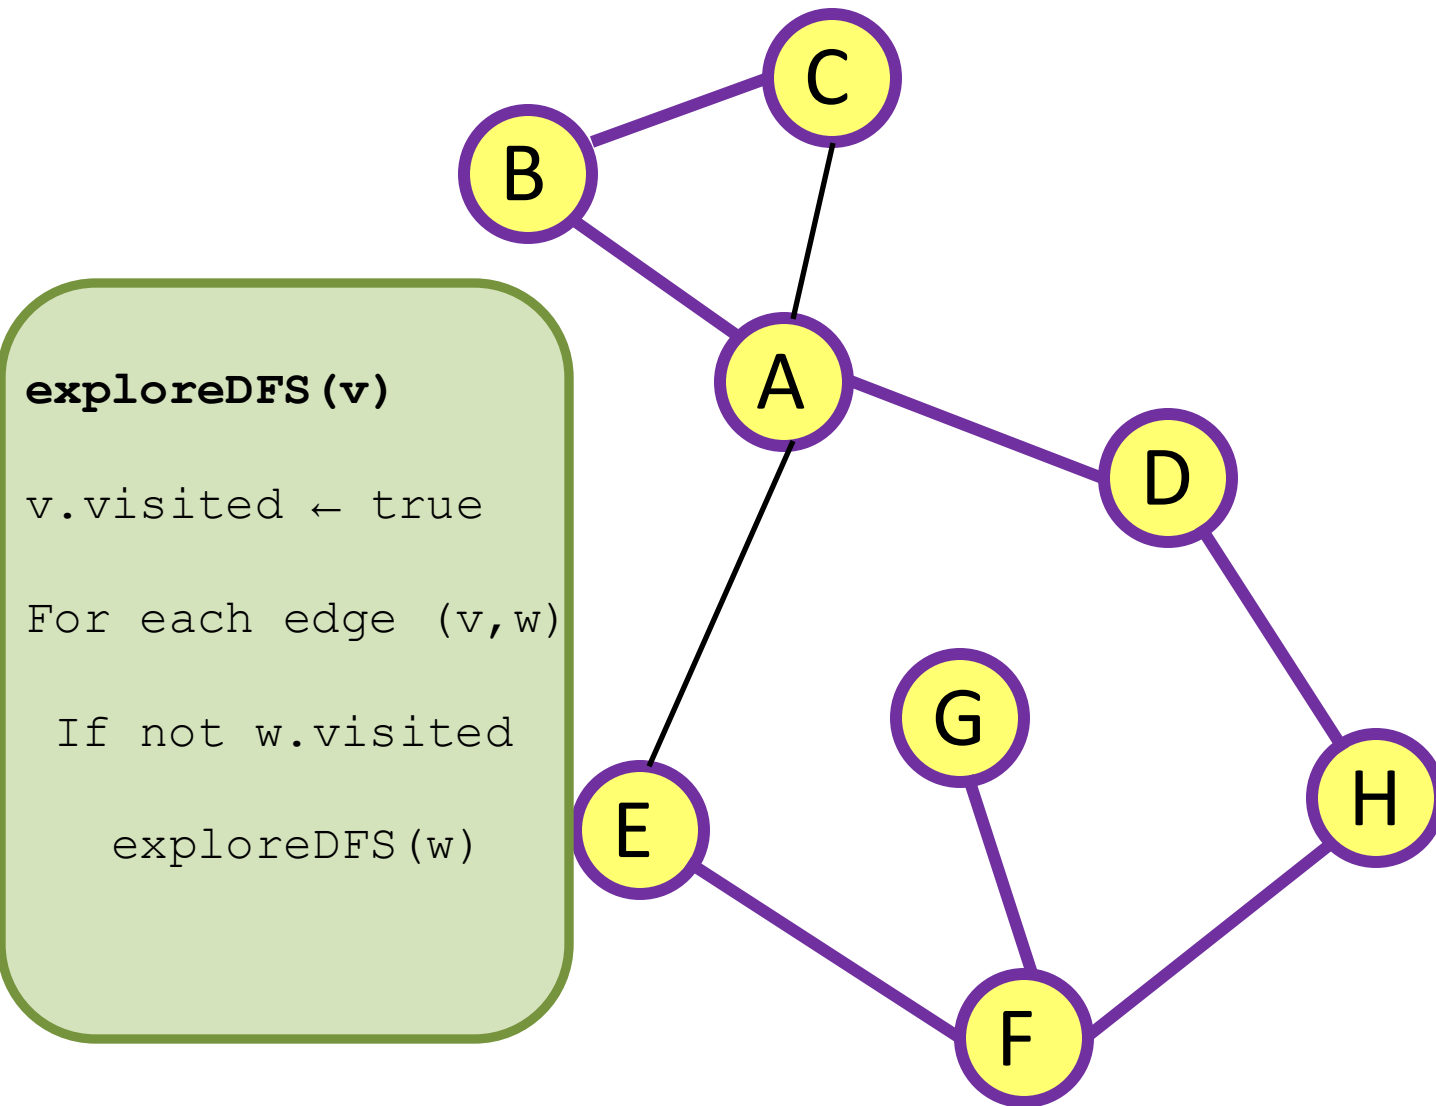 C
B
A
exploreDFS(v)
D
v.visited ← true
For each edge (v,w)
If not w.visited
G
H
E
exploreDFS(w)
F